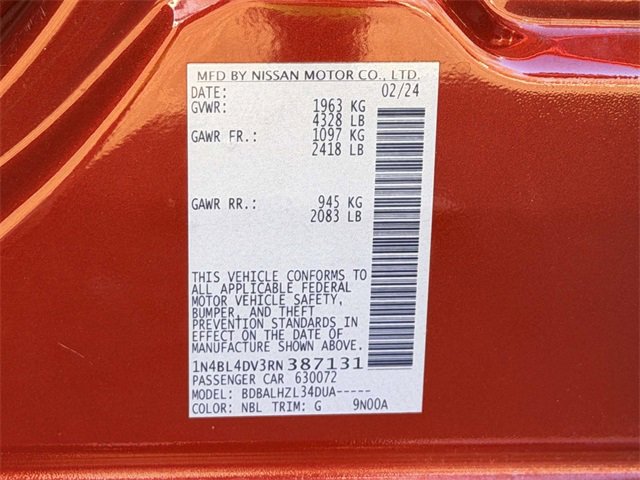 MFD BY NISSAN MOTOR CO., LTD.
DATE: 02/24
GVWR: 1963 KG
4328 LB
GAWR FR.: 1097 KG
2418 LB
GAWR RR.: 945 KG
2083 LB
THIS VEHICLE CONFORMS TO
ALL APPLICABLE FEDERAL
MOTOR VEHICLE SAFETY,
BUMPER, AND THEFT
PREVENTION STANDARDS IN
EFFECT ON THE DATE OF
MANUFACTURE SHOWN ABOVE.
1N4BL4DV3RN387131
PASSENGER CAR 630072
MODEL: BDBALHZL34DUA-----
COLOR: NBL TRIM: G 9N00A